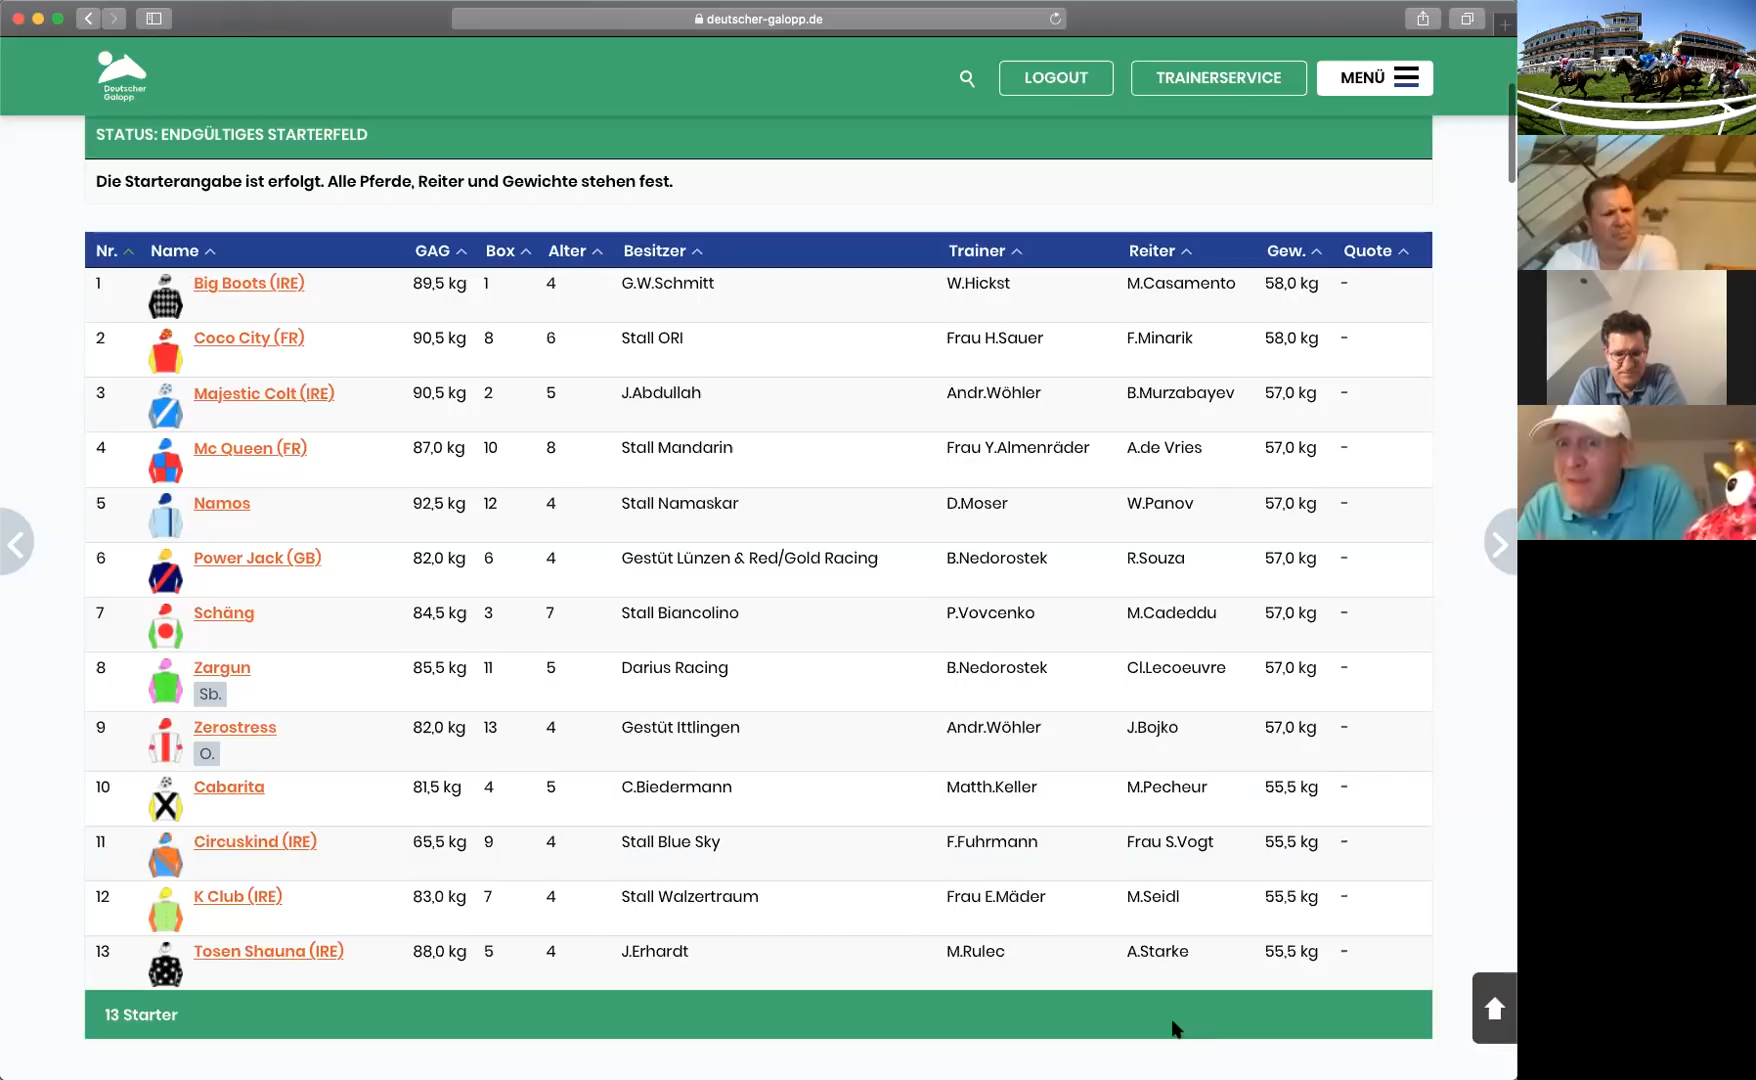 deutscher-galopp.de
Deutscher
Galopp
LOGOUT
TRAINERSERVICE
MENÜ
STATUS: ENDGÜLTIGES STARTERFELD
Die Starterangabe ist erfolgt. Alle Pferde, Reiter und Gewichte stehen fest.
Nr. Name GAG Box Alter Besitzer Trainer Reiter Gew. Quote
1 Big Boots (IRE) 89,5 kg 1 4 G.W.Schmitt W.Hickst M.Casamento 58,0 kg -
2 Coco City (FR) 90,5 kg 8 6 Stall ORI Frau H.Sauer F.Minarik 58,0 kg -
3 Majestic Colt (IRE) 90,5 kg 2 5 J.Abdullah Andr.Wöhler B.Murzabayev 57,0 kg -
4 Mc Queen (FR) 87,0 kg 10 8 Stall Mandarin Frau Y.Almenräder A.de Vries 57,0 kg -
5 Namos 92,5 kg 12 4 Stall Namaskar D.Moser W.Panov 57,0 kg -
6 Power Jack (GB) 82,0 kg 6 4 Gestüt Lünzen & Red/Gold Racing B.Nedorostek R.Souza 57,0 kg -
7 Schäng 84,5 kg 3 7 Stall Biancolino P.Vovcenko M.Cadeddu 57,0 kg -
8 Zargun 85,5 kg 11 5 Darius Racing B.Nedorostek Cl.Lecoeuvre 57,0 kg -
Sb.
9 Zerostress 82,0 kg 13 4 Gestüt Ittlingen Andr.Wöhler J.Bojko 57,0 kg -
O.
10 Cabarita 81,5 kg 4 5 C.Biedermann Matth.Keller M.Pecheur 55,5 kg -
11 Circuskind (IRE) 65,5 kg 9 4 Stall Blue Sky F.Fuhrmann Frau S.Vogt 55,5 kg -
12 K Club (IRE) 83,0 kg 7 4 Stall Walzertraum Frau E.Mäder M.Seidl 55,5 kg -
13 Tosen Shauna (IRE) 88,0 kg 5 4 J.Erhardt M.Rulec A.Starke 55,5 kg -
13 Starter